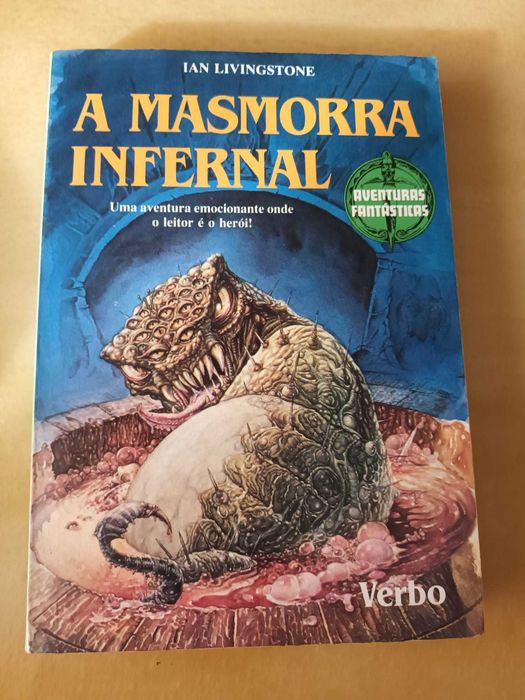 IAN LIVINGSTONE
A MASMORRA
INFERNAL
Uma aventura emocionante onde
o leitor é o herói!
AVENTURAS
FANTÁSTICAS
Verbo